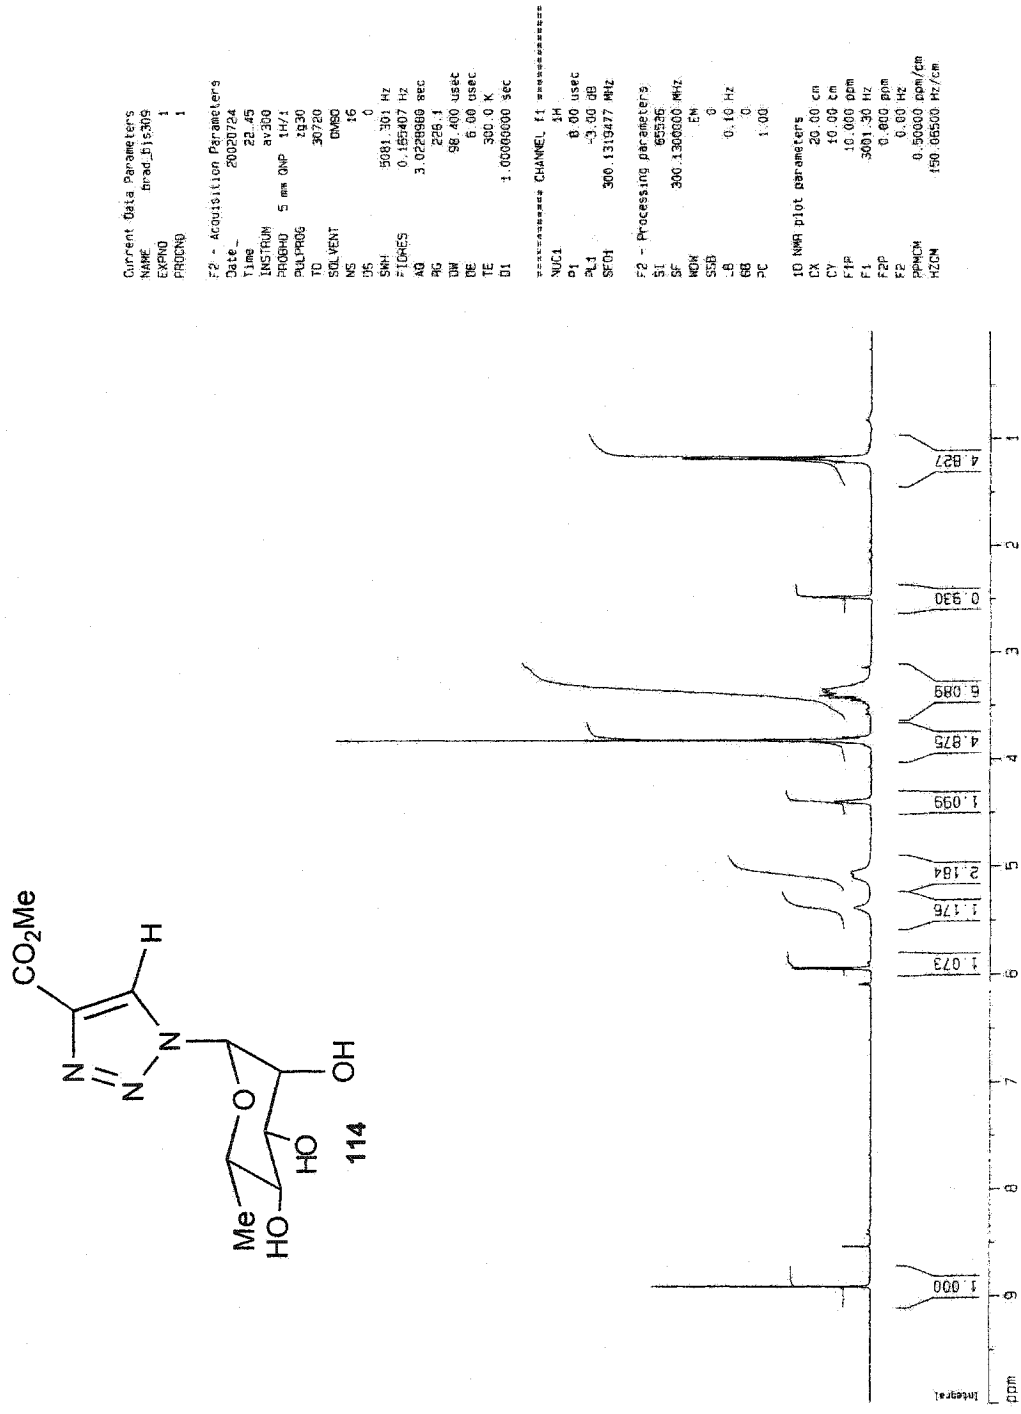 Current Data Parameters
NAME brad_bjs309
EXPNO 1
PROCNO 1
F2 - Acquisition Parameters
Date_ 20020724
Time 22.45
INSTRUM av300
PROBHD 5 mm QNP 1H/1
PULPROG zg30
TD 30720
SOLVENT DMSO
NS 16
DS 0
SWH 5081.301 Hz
FIDRES 0.165407 Hz
AQ 3.0228980 sec
RG 228.1
DW 98.400 usec
DE 6.00 usec
TE 300.0 K
D1 1.00000000 sec
======== CHANNEL f1 ========
NUC1 1H
P1 8.00 usec
PL1 -3.00 dB
SFO1 300.1319477 MHz
F2 - Processing parameters
SI 65536
SF 300.1300000 MHz
WDW EM
SSB 0
LB 0.10 Hz
GB 0
PC 1.00
1D NMR plot parameters
CX 20.00 cm
CY 10.00 cm
F1P 10.000 ppm
F1 3001.30 Hz
F2P 0.000 ppm
F2 0.00 Hz
PPMCM 0.50000 ppm/cm
HZCM 150.06500 Hz/cm
CO2Me
N
N
N
H
O
Me
HO
HO
OH
114
Integral
1.000
1.073
1.176
2.184
1.099
4.875
6.089
0.930
4.827
ppm 9 8 7 6 5 4 3 2 1